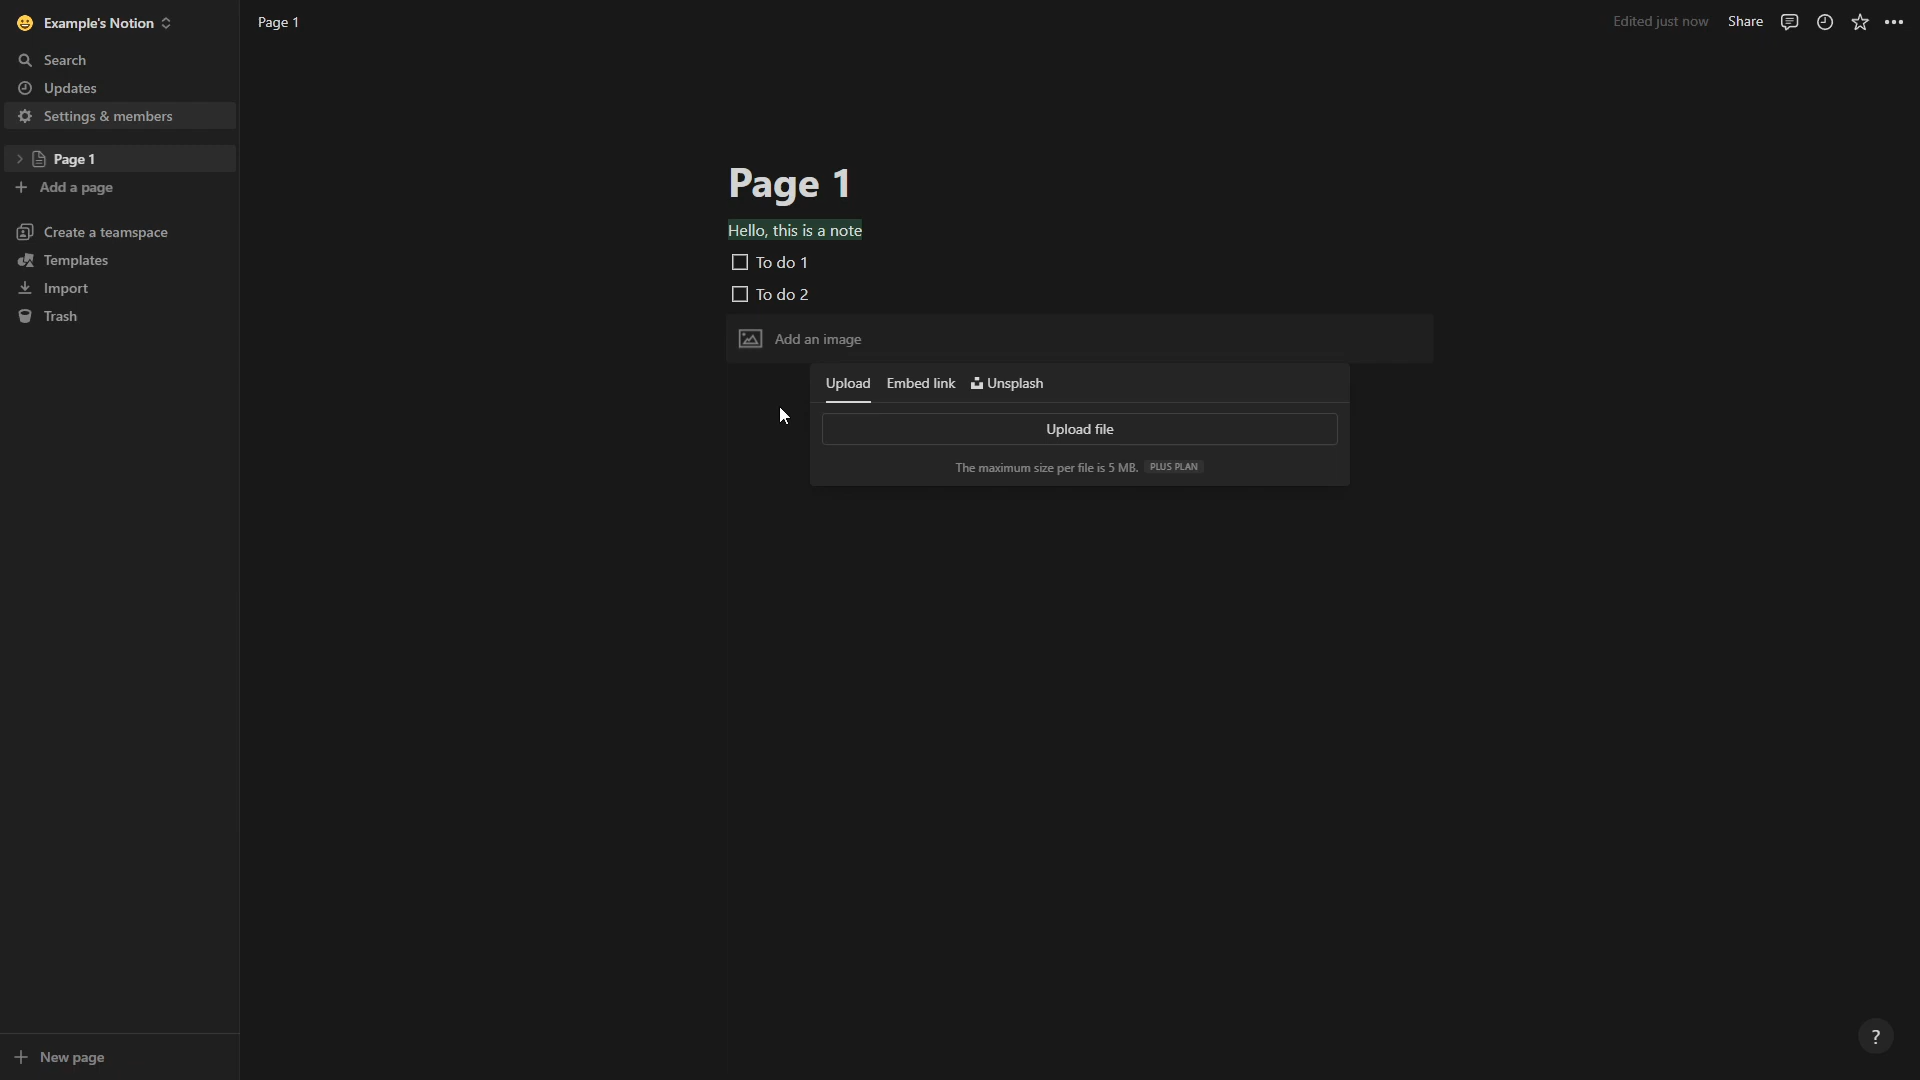 Example's Notion
Page 1
Edited just now
Share
Search
Updates
Settings & members
Page 1
Add a page
Create a teamspace
Templates
Import
Trash
Page 1
Hello, this is a note
To do 1
To do 2
Add an image
Upload Embed link Unsplash
Upload file
The maximum size per file is 5 MB. PLUS PLAN
New page
?